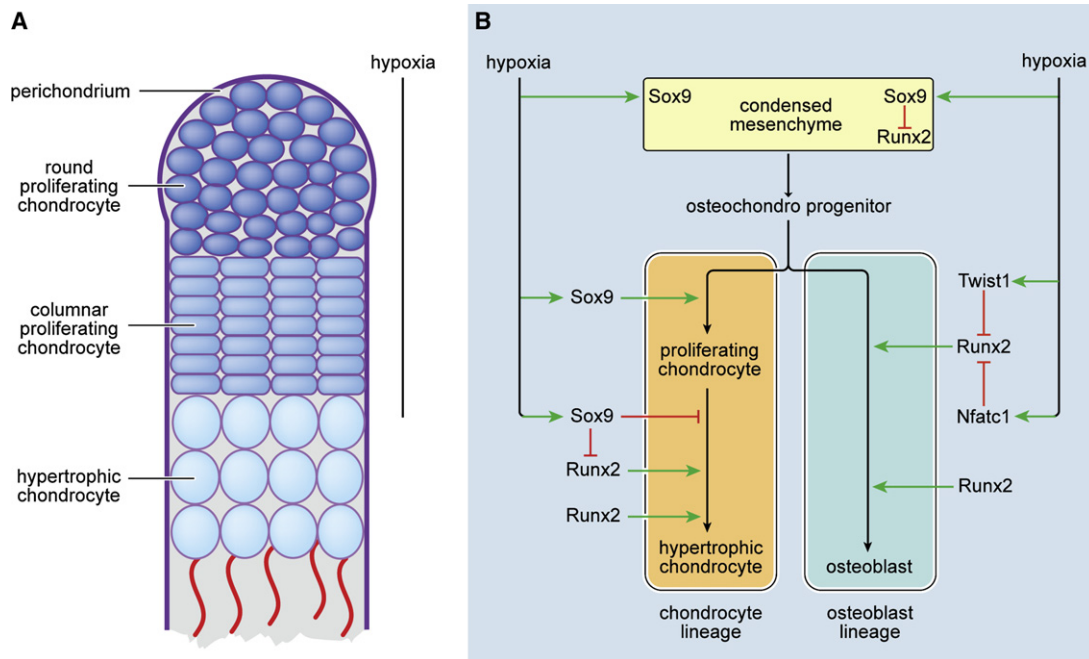 A
hypoxia
perichondrium
round
proliferating
chondrocyte
columnar
proliferating
chondrocyte
hypertrophic
chondrocyte
B
hypoxia
hypoxia
Sox9
condensed
mesenchyme
Sox9
Runx2
osteochondro progenitor
Sox9
Twist1
proliferating
chondrocyte
Runx2
Sox9
Nfatc1
Runx2
Runx2
Runx2
hypertrophic
chondrocyte
osteoblast
chondrocyte
lineage
osteoblast
lineage